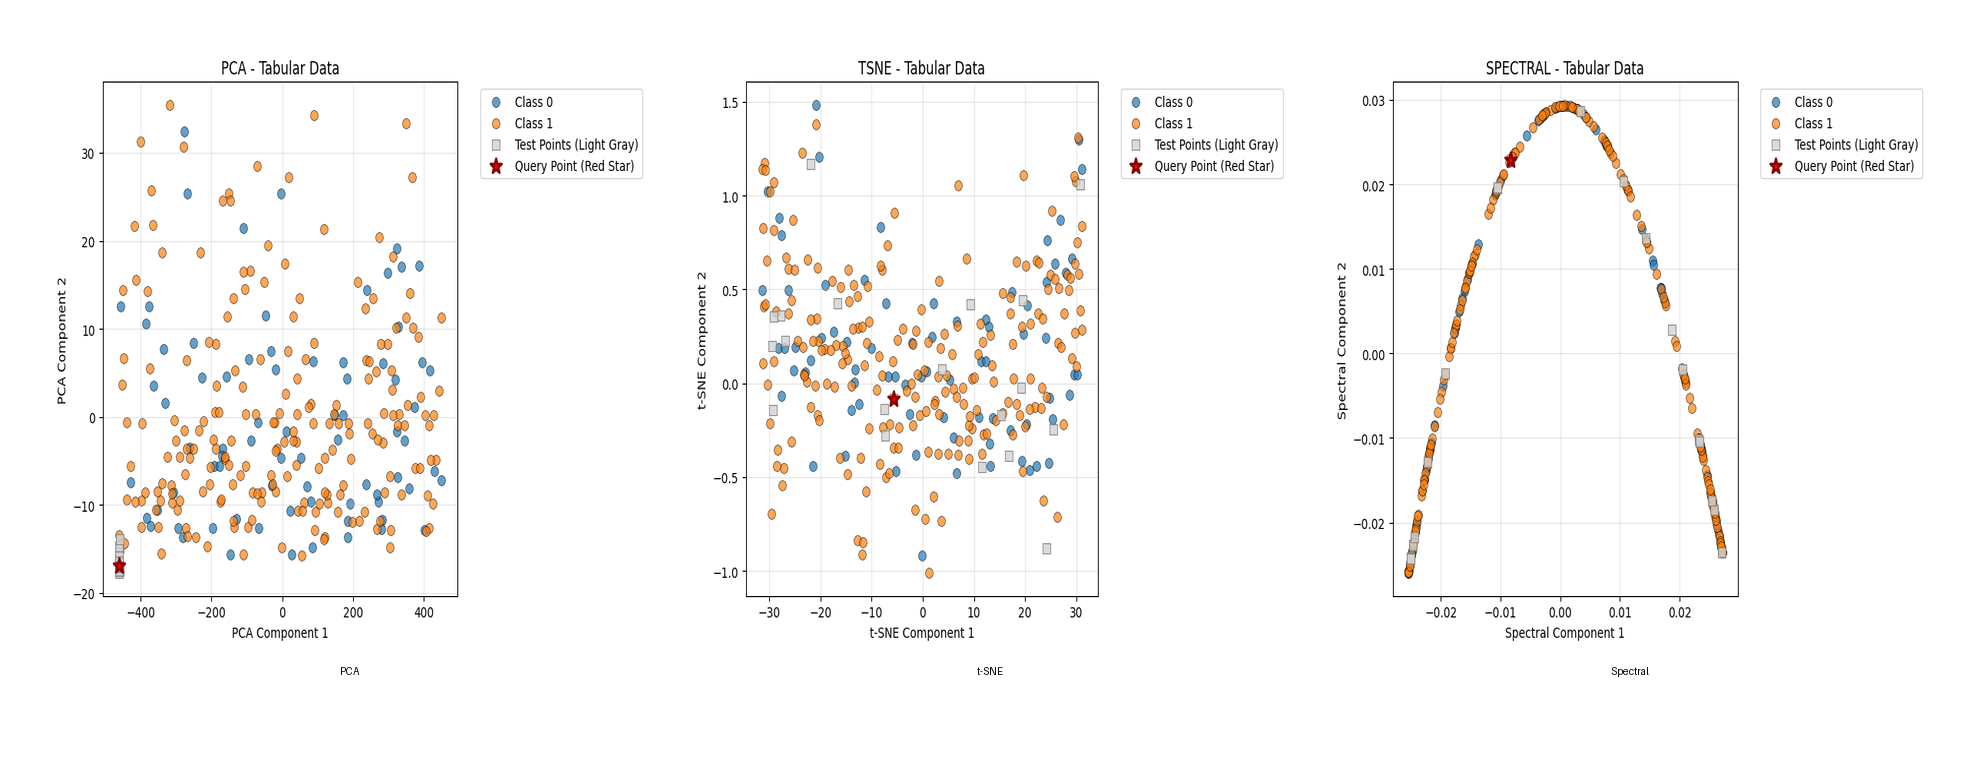 PCA - Tabular Data
PCA Component 2
30
20
10
0
−10
−20
−400
−200
0
200
400
PCA Component 1
Class 0
Class 1
Test Points (Light Gray)
Query Point (Red Star)
PCA
TSNE - Tabular Data
t-SNE Component 2
1.5
1.0
0.5
0.0
−0.5
−1.0
−30
−20
−10
0
10
20
30
t-SNE Component 1
Class 0
Class 1
Test Points (Light Gray)
Query Point (Red Star)
t-SNE
SPECTRAL - Tabular Data
Spectral Component 2
0.03
0.02
0.01
0.00
−0.01
−0.02
−0.02
−0.01
0.00
0.01
0.02
Spectral Component 1
Class 0
Class 1
Test Points (Light Gray)
Query Point (Red Star)
Spectral